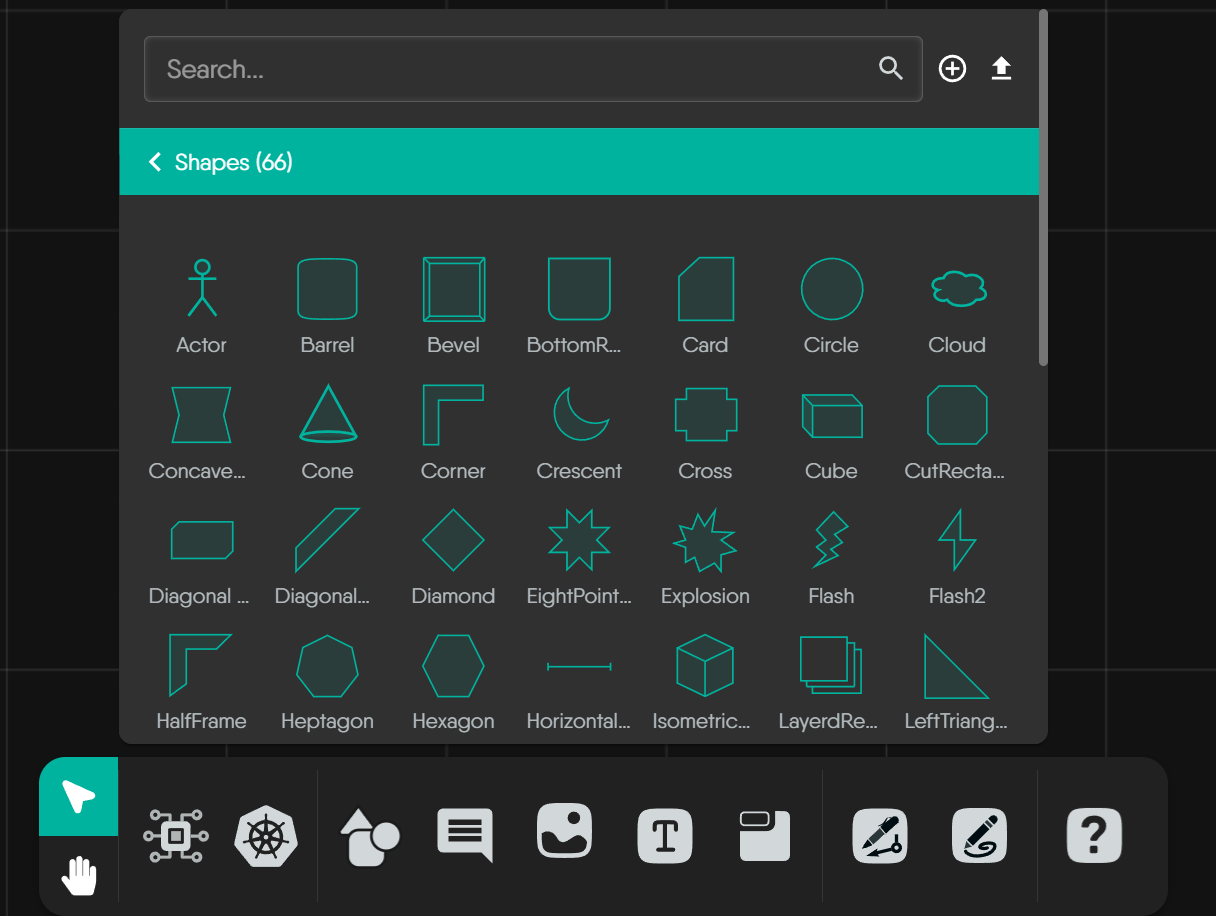 Search...
Shapes (66)
Actor Barrel Bevel BottomR... Card Circle Cloud
Concave... Cone Corner Crescent Cross Cube CutRecta...
Diagonal ... Diagonal... Diamond EightPoint... Explosion Flash Flash2
HalfFrame Heptagon Hexagon Horizontal... Isometric... LayerdRe... LeftTriang...
T ?